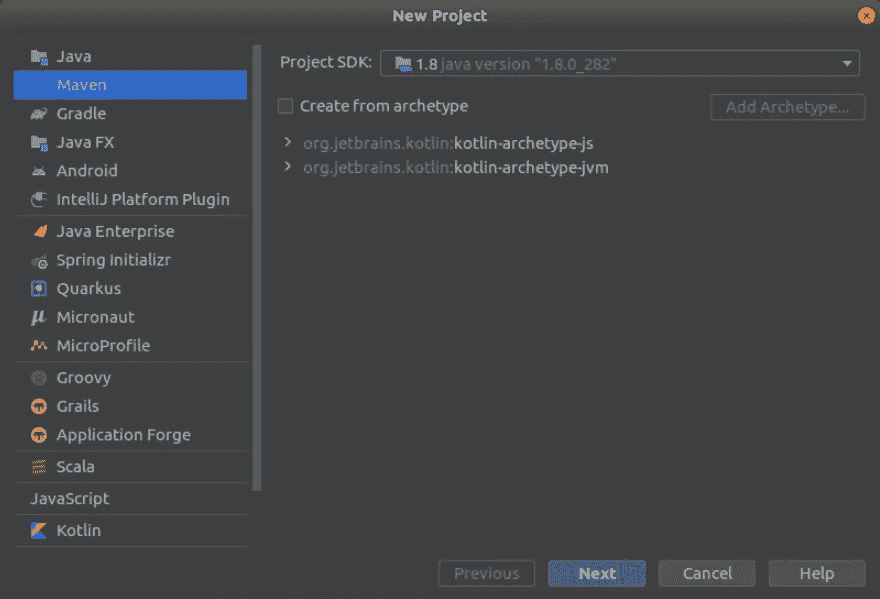 New Project
Java
Maven
Gradle
Java FX
Android
IntelliJ Platform Plugin
Java Enterprise
Spring Initializr
Quarkus
Micronaut
MicroProfile
Groovy
Grails
Application Forge
Scala
JavaScript
Kotlin
Project SDK: 1.8 java version "1.8.0_282"
Create from archetype Add Archetype...
org.jetbrains.kotlin:kotlin-archetype-js
org.jetbrains.kotlin:kotlin-archetype-jvm
Previous Next Cancel Help